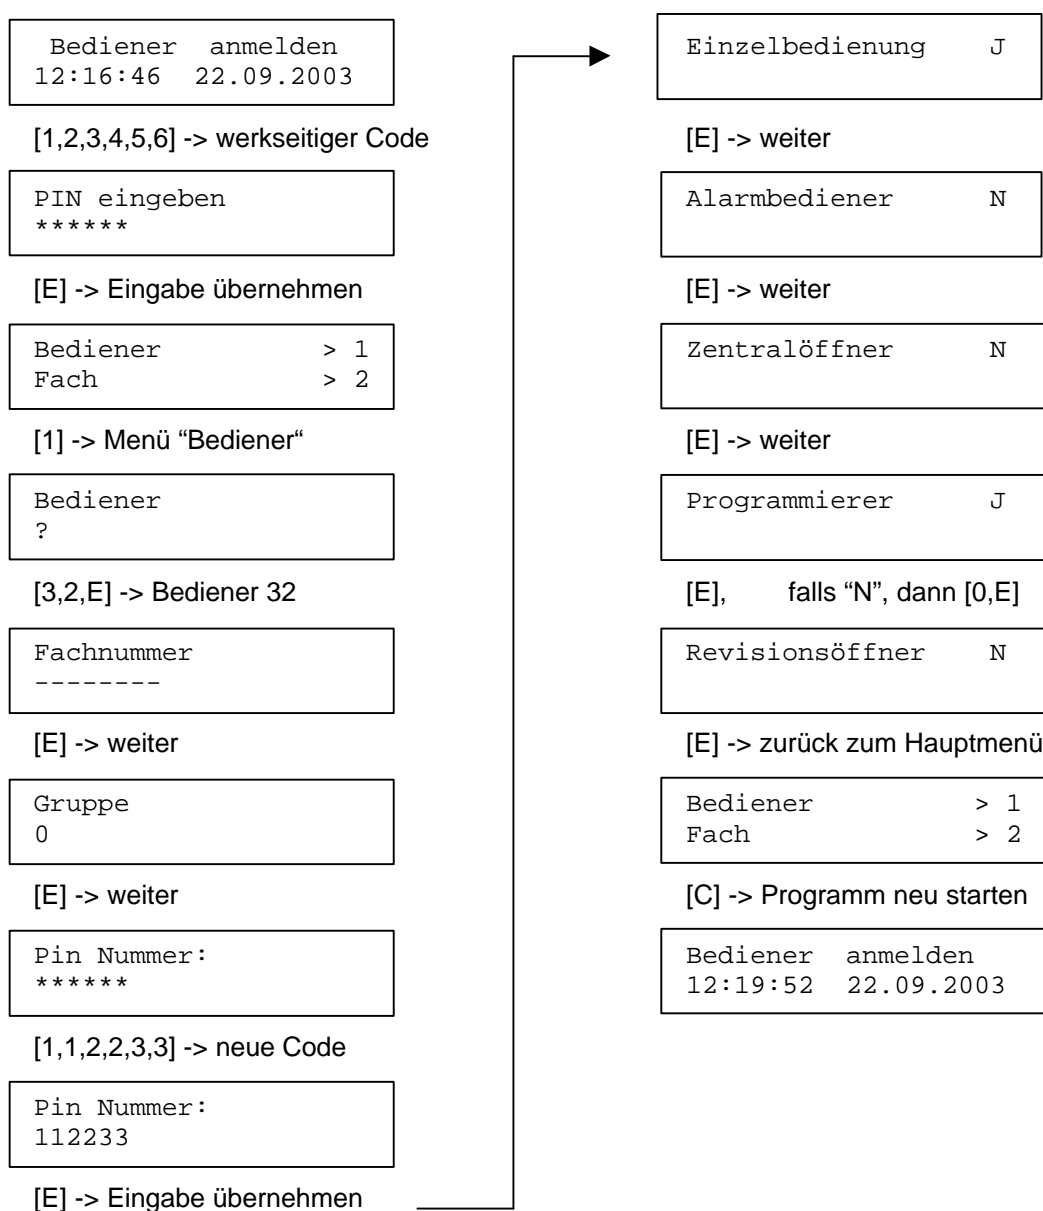 Bediener anmelden
12:16:46 22.09.2003
[1,2,3,4,5,6] -> werkseitiger Code
PIN eingeben
******
[E] -> Eingabe übernehmen
Bediener > 1
Fach > 2
[1] -> Menü “Bediener“
Bediener
?
[3,2,E] -> Bediener 32
Fachnummer
--------
[E] -> weiter
Gruppe
0
[E] -> weiter
Pin Nummer:
******
[1,1,2,2,3,3] -> neue Code
Pin Nummer:
112233
[E] -> Eingabe übernehmen
Einzelbedienung J
[E] -> weiter
Alarmbediener N
[E] -> weiter
Zentralöffner N
[E] -> weiter
Programmierer J
[E], falls “N”, dann [0,E]
Revisionsöffner N
[E] -> zurück zum Hauptmenü
Bediener > 1
Fach > 2
[C] -> Programm neu starten
Bediener anmelden
12:19:52 22.09.2003